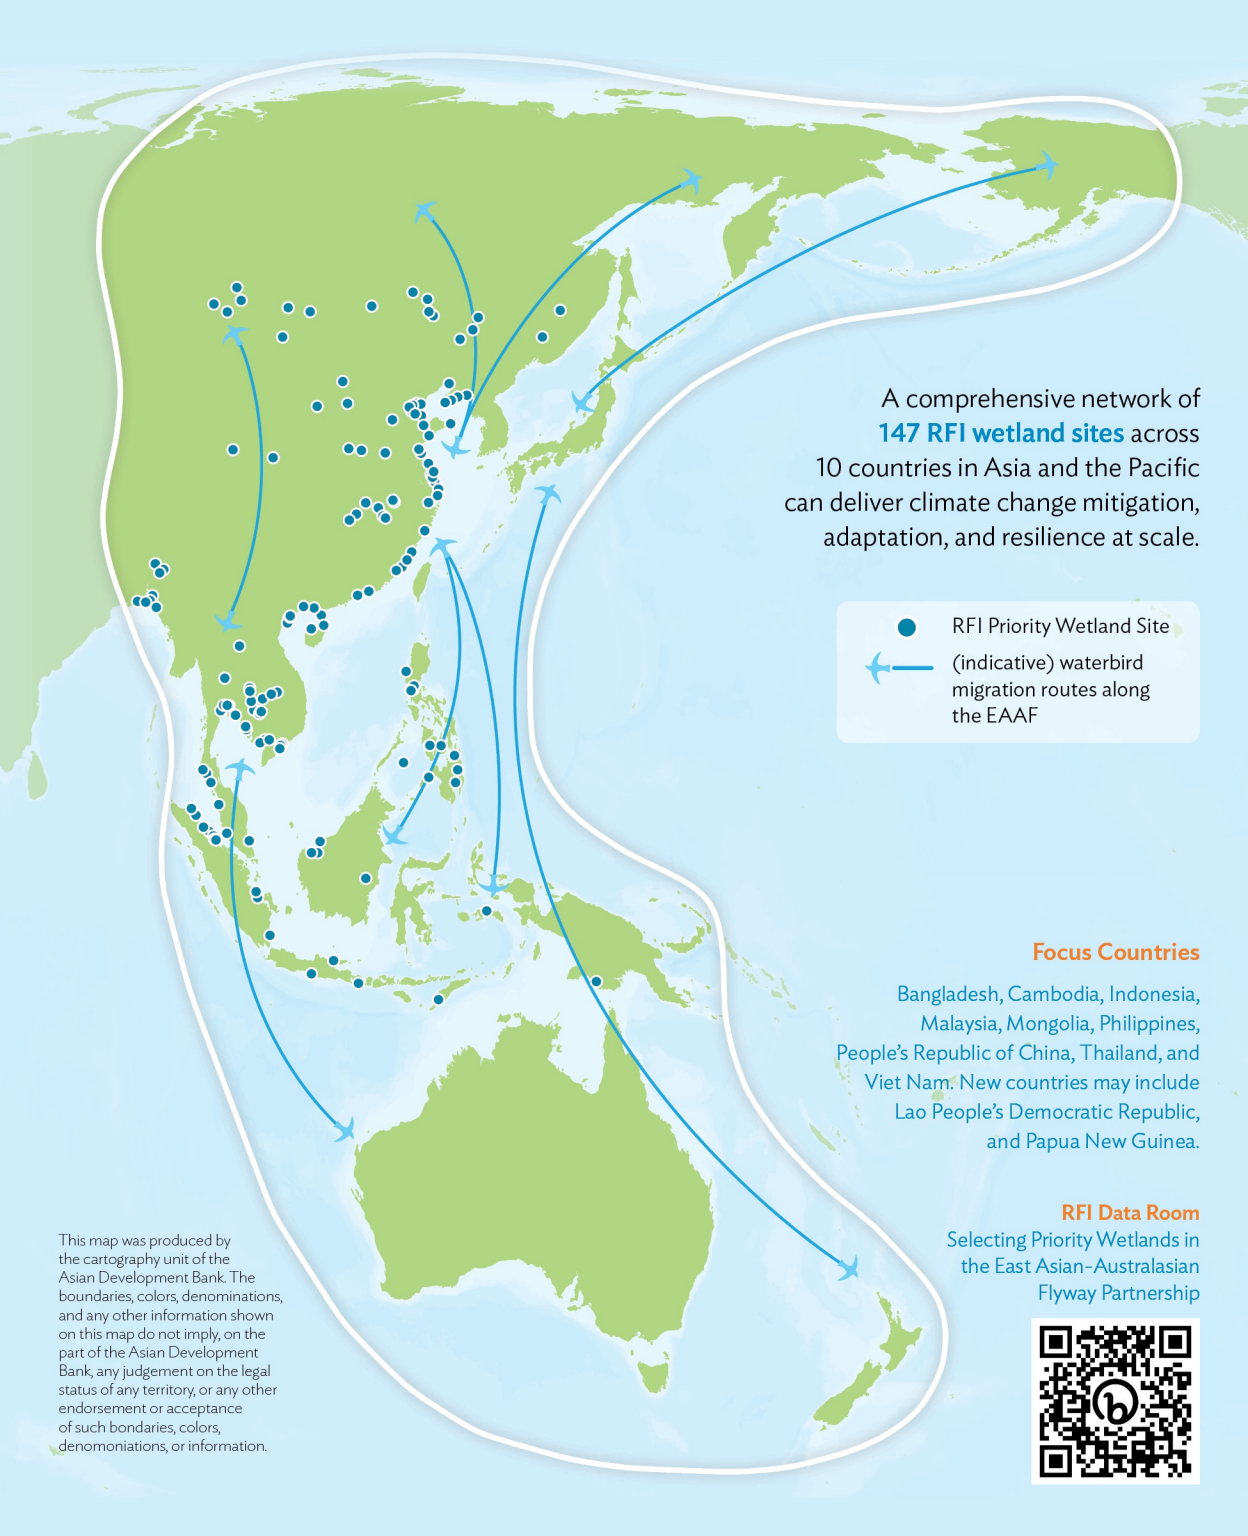 A comprehensive network of
147 RFI wetland sites across
10 countries in Asia and the Pacific
can deliver climate change mitigation,
adaptation, and resilience at scale.
RFI Priority Wetland Site
(indicative) waterbird
migration routes along
the EAAF
Focus Countries
Bangladesh, Cambodia, Indonesia,
Malaysia, Mongolia, Philippines,
People's Republic of China, Thailand, and
Viet Nam. New countries may include
Lao People's Democratic Republic,
and Papua New Guinea.
RFI Data Room
Selecting Priority Wetlands in
the East Asian-Australasian
Flyway Partnership
This map was produced by
the cartography unit of the
Asian Development Bank. The
boundaries, colors, denominations,
and any other information shown
on this map do not imply, on the
part of the Asian Development
Bank, any judgement on the legal
status of any territory, or any other
endorsement or acceptance
of such bondaries, colors,
denomoniations, or information.
b